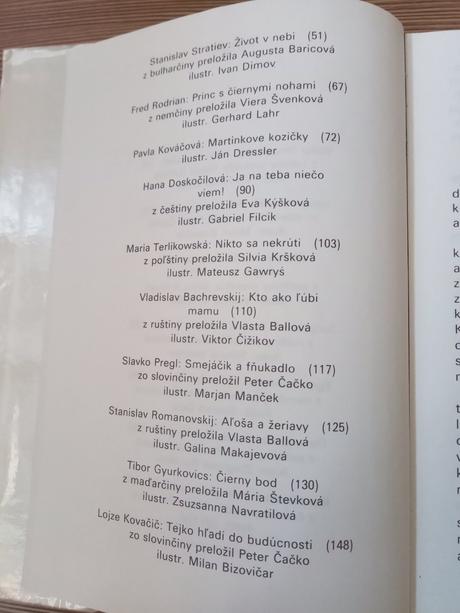 Stanislav Stratiev: Život v nebi (51)
z bulharčiny preložila Augusta Baricová
ilustr. Ivan Dimov
Fred Rodrian: Princ s čiernymi nohami (67)
z nemčiny preložila Viera Švenková
ilustr. Gerhard Lahr
Pavla Kováčová: Martinkove kozičky (72)
ilustr. Ján Dressler
Hana Doskočilová: Ja na teba niečo
viem! (90)
z češtiny preložila Eva Kýšková
ilustr. Gabriel Filcik
Maria Terlikowská: Nikto sa nekrúti (103)
z poľštiny preložila Silvia Kršková
ilustr. Mateusz Gawryś
Vladislav Bachrevskij: Kto ako ľúbi
mamu (110)
z ruštiny preložila Vlasta Ballová
ilustr. Viktor Čižikov
Slavko Pregl: Smejáčik a fňukadlo (117)
zo slovinčiny preložil Peter Čačko
ilustr. Marjan Manček
Stanislav Romanovskij: Aľoša a žeriavy (125)
z ruštiny preložila Vlasta Ballová
ilustr. Galina Makajevová
Tibor Gyurkovics: Čierny bod (130)
z maďarčiny preložila Mária Števková
ilustr. Zsuzsanna Navratilová
Lojze Kovačič: Tejko hľadí do budúcnosti (148)
zo slovinčiny preložil Peter Čačko
ilustr. Milan Bizovičar